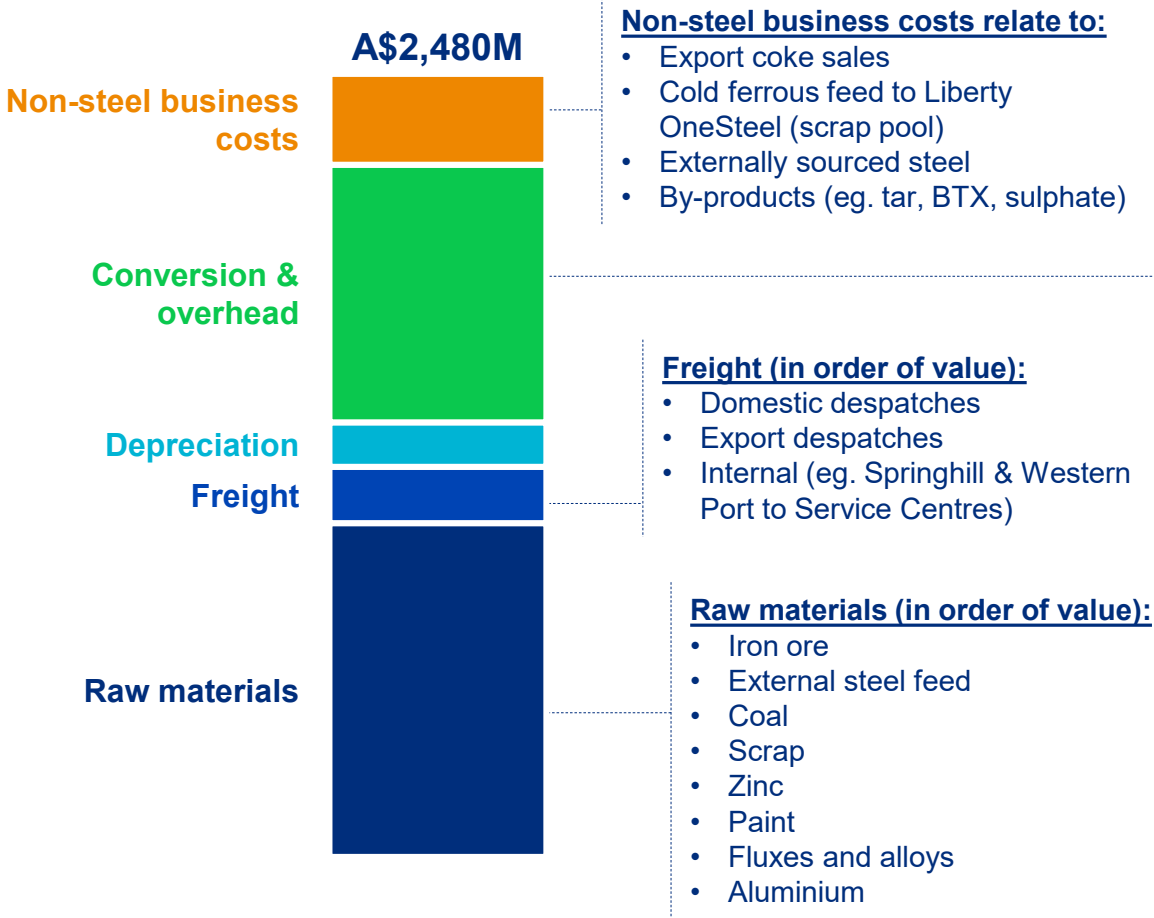 A$2,480M
Non-steel business
costs
Conversion &
overhead
Depreciation
Freight
Raw materials
Non-steel business costs relate to:
• Export coke sales
• Cold ferrous feed to Liberty
OneSteel (scrap pool)
• Externally sourced steel
• By-products (eg. tar, BTX, sulphate)
Freight (in order of value):
• Domestic despatches
• Export despatches
• Internal (eg. Springhill & Western
Port to Service Centres)
Raw materials (in order of value):
• Iron ore
• External steel feed
• Coal
• Scrap
• Zinc
• Paint
• Fluxes and alloys
• Aluminium